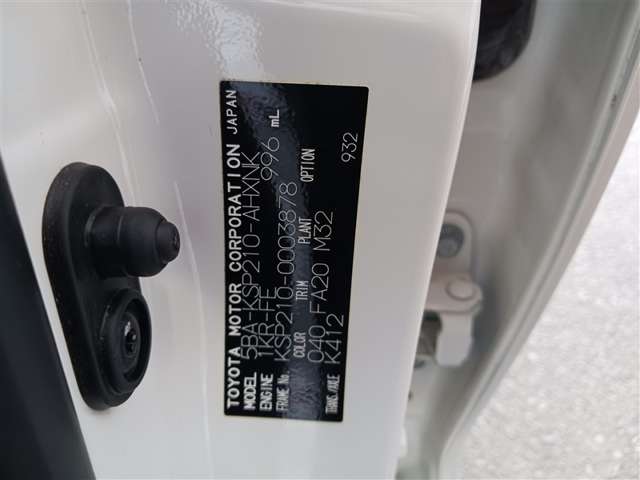 TOYOTA MOTOR CORPORATION JAPAN
MODEL 5BA-KSP210-AHXNK
ENGINE 1KR-FE 996 mL
FRAME No. KSP210-0003878
COLOR TRIM PLANT OPTION
040 FA20 M32 932
TRANS./AXLE K412